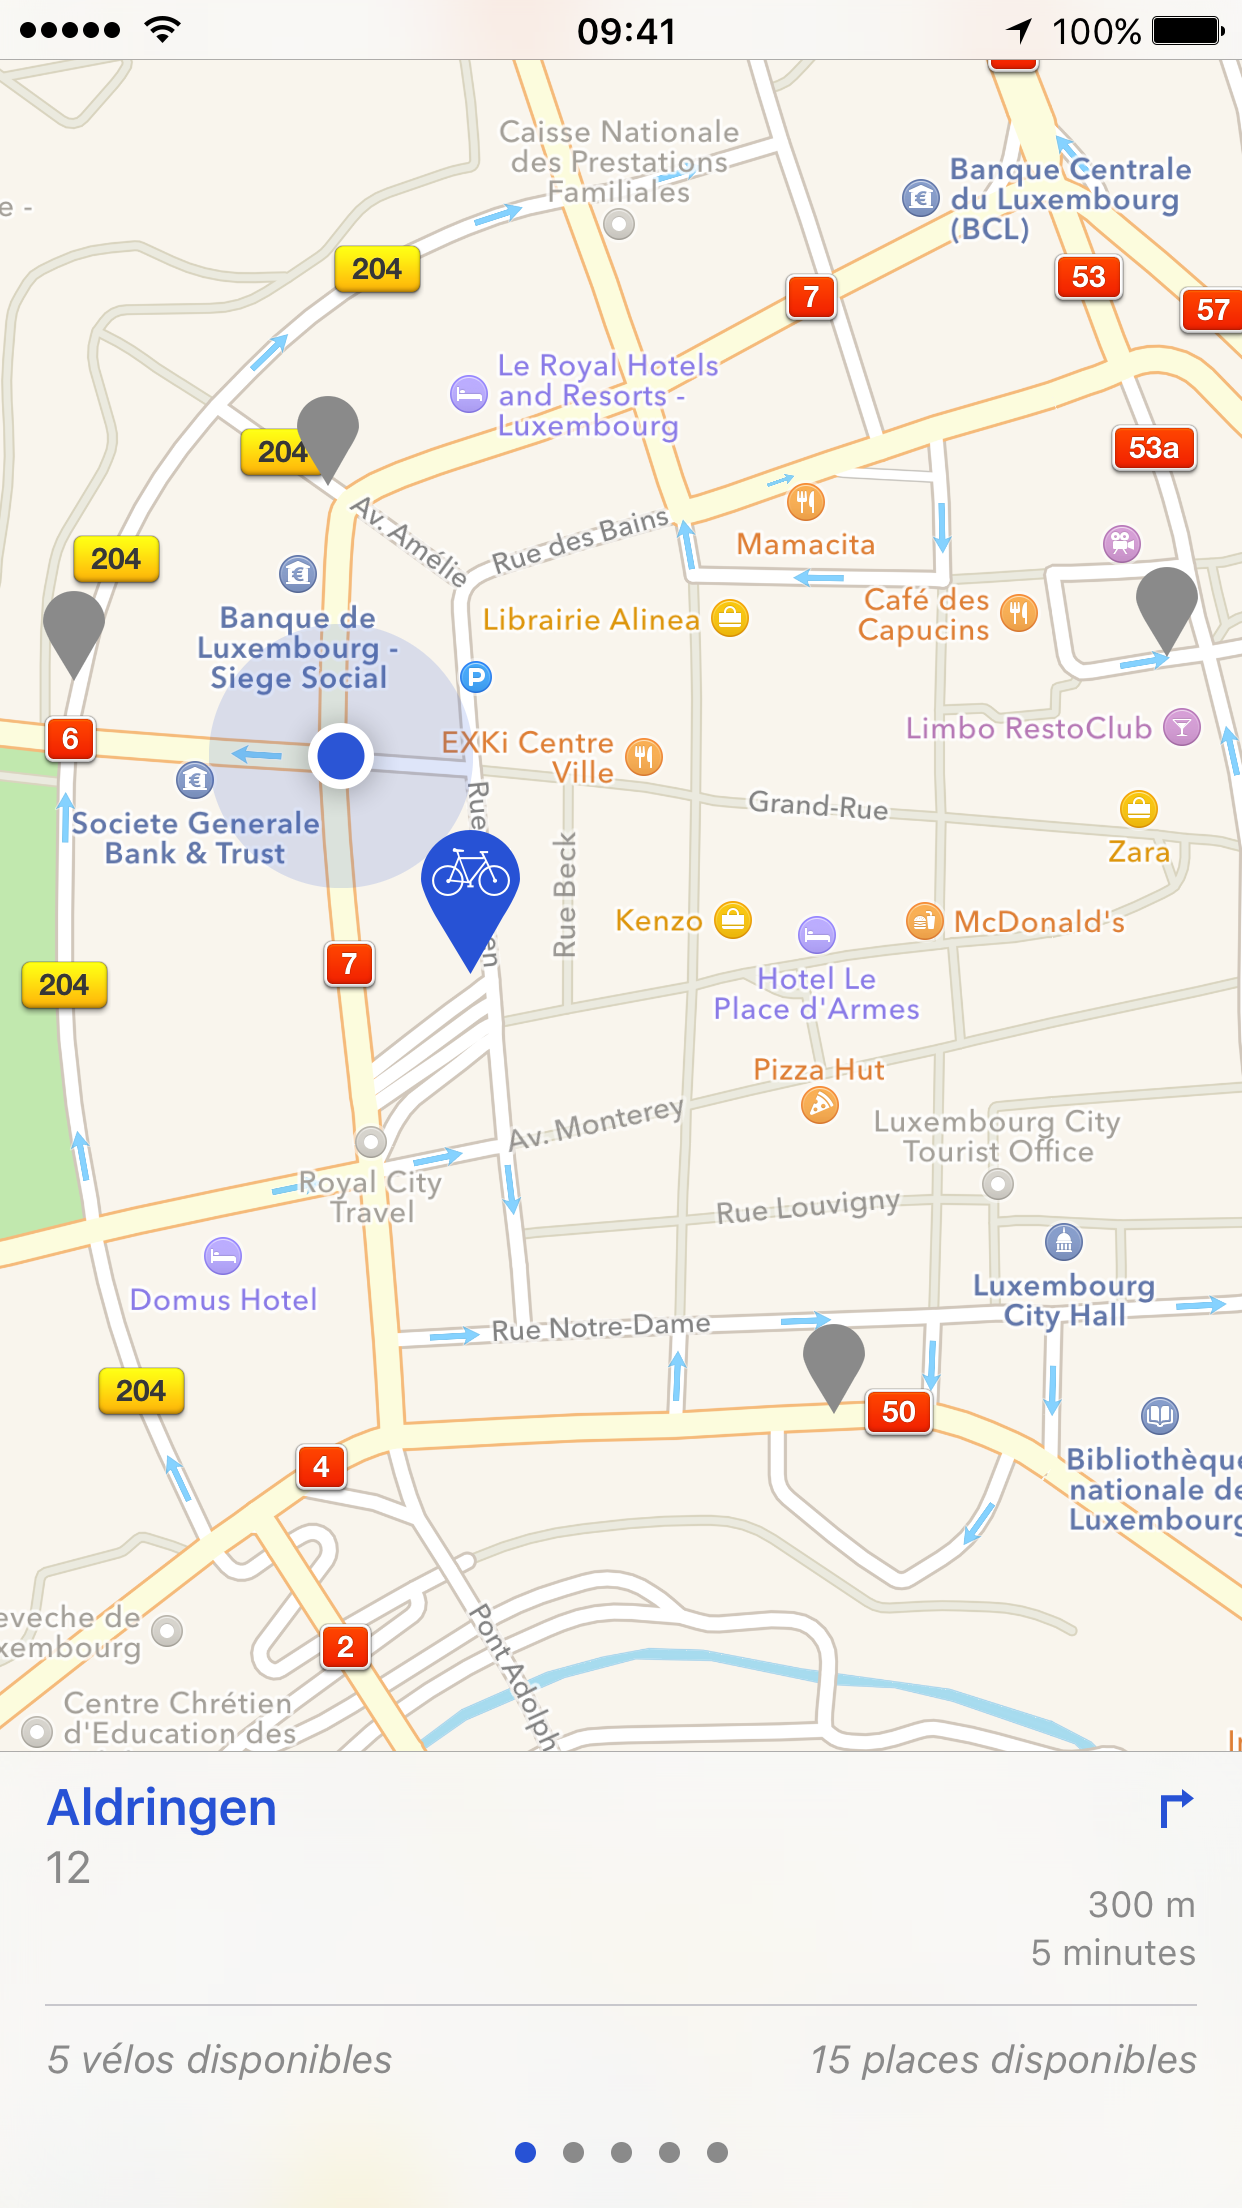 09:41
100%
Caisse Nationale
des Prestations
Familiales
Banque Centrale
du Luxembourg
(BCL)
e -
204
7
53
57
Le Royal Hotels
and Resorts -
Luxembourg
204
53a
Av. Amélie
Rue des Bains
Mamacita
204
Banque de
Luxembourg -
Siege Social
Librairie Alinea
Café des
Capucins
P
6
EXKi Centre
Ville
Limbo RestoClub
Societe Generale
Bank & Trust
Rue
Grand-Rue
Zara
Rue Beck
en
Kenzo
McDonald's
7
204
Hotel Le
Place d'Armes
Pizza Hut
Av. Monterey
Luxembourg City
Tourist Office
Royal City
Travel
Rue Louvigny
Domus Hotel
Luxembourg
City Hall
Rue Notre-Dame
204
50
4
Bibliothèque
nationale de
Luxembourg
eveche de
xembourg
2
Pont Adolph
Centre Chrétien
d'Education des
Aldringen
12
300 m
5 minutes
5 vélos disponibles
15 places disponibles